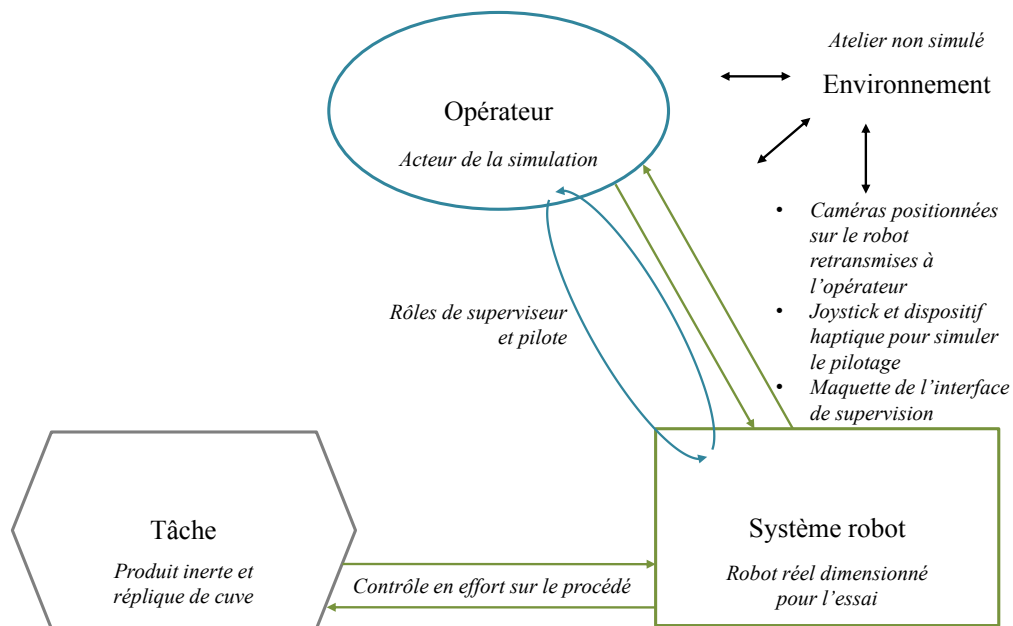 Atelier non simulé
Environnement
Opérateur
Acteur de la simulation
• Caméras positionnées
sur le robot
retransmises à
l’opérateur
• Joystick et dispositif
haptique pour simuler
le pilotage
• Maquette de l’interface
de supervision
Rôles de superviseur
et pilote
Tâche
Produit inerte et
réplique de cuve
Contrôle en effort sur le procédé
Système robot
Robot réel dimensionné
pour l’essai